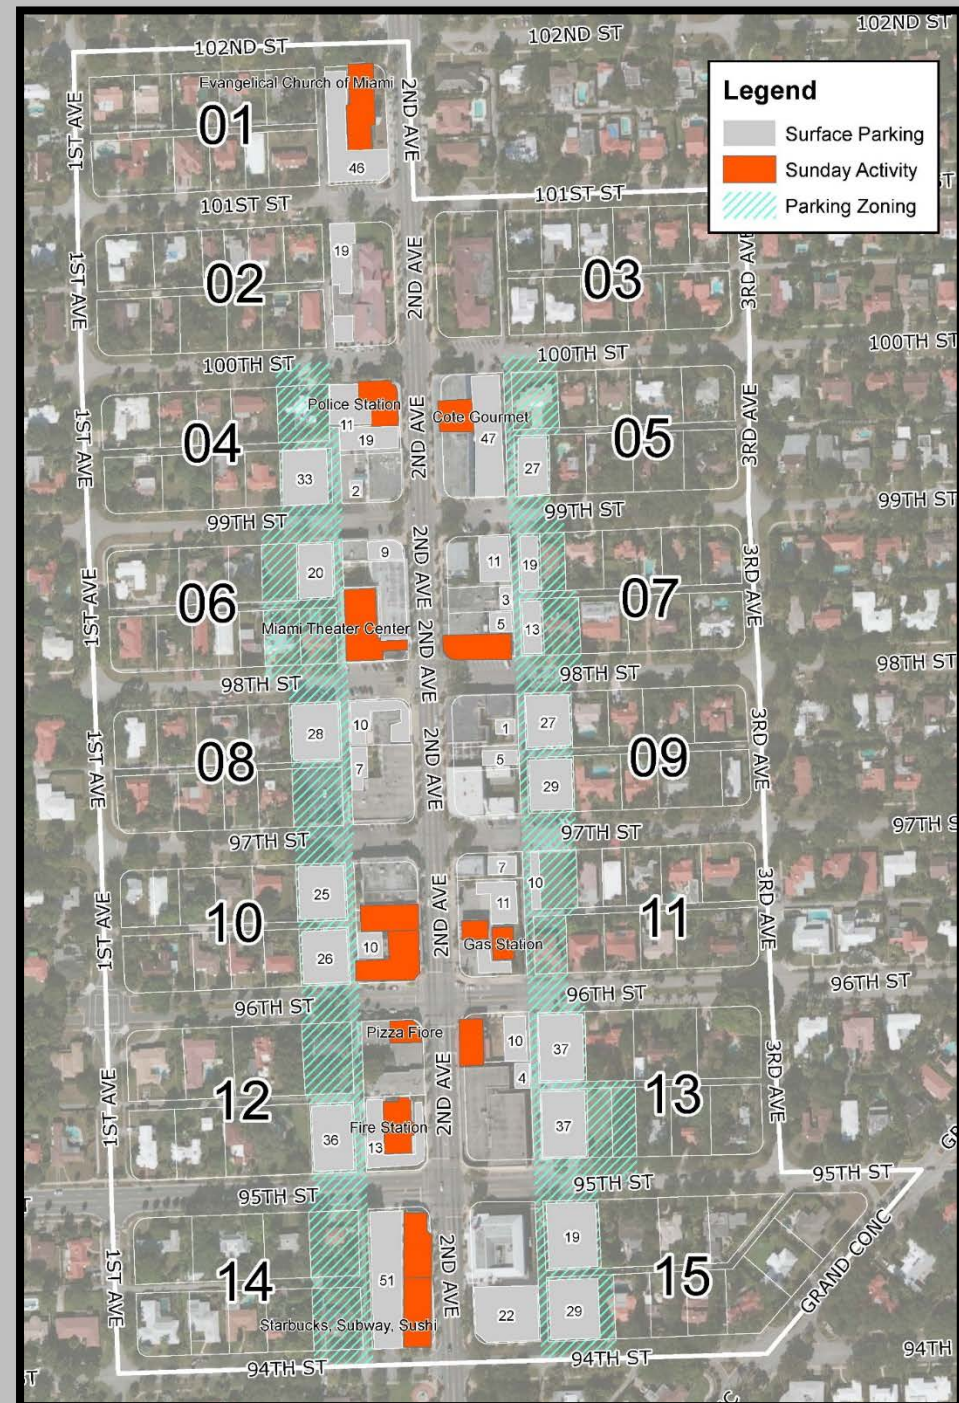 102ND ST
102ND ST
102ND ST
Legend
Surface Parking
Sunday Activity
Parking Zoning
Evangelical Church of Miami
01
46
1ST AVE
2ND AVE
101ST ST
101ST ST
ST
02
19
03
1ST AVE
2ND AVE
3RD AVE
100TH ST
100TH ST
100TH ST
Police Station
11
19
Cote Gourmet
47
04
33
2
05
27
1ST AVE
2ND AVE
3RD AVE
99TH ST
99TH ST
99TH ST
9
20
11
19
3
5
13
06
07
Miami Theater Center
1ST AVE
2ND AVE
2ND AVE
3RD AVE
98TH ST
98TH ST
98TH ST
28
10
7
1
27
5
29
08
09
1ST AVE
2ND AVE
3RD AVE
97TH ST
97TH ST
97TH S
25
7
10
11
10
26
10
Gas Station
11
1ST AVE
2ND AVE
3RD AVE
96TH ST
96TH ST
96TH ST
Pizza Fiore
10
37
4
12
36
Fire Station
13
37
13
1ST AVE
2ND AVE
3RD AVE
95TH ST
95TH ST
95TH ST
14
51
19
15
22
29
1ST AVE
2ND AVE
GRAND CONC
Starbucks, Subway, Sushi
94TH ST
94TH ST
94TH
ST